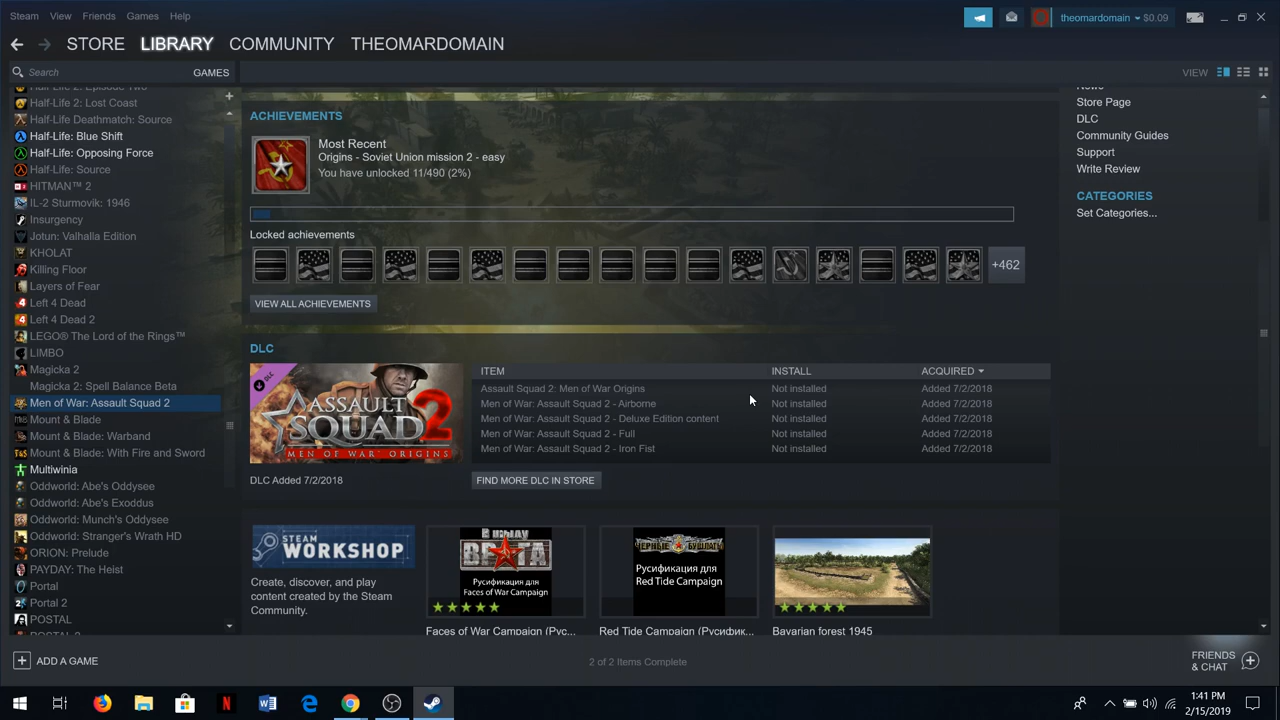 Steam View Friends Games Help
theomardomain $0.09
STORE LIBRARY COMMUNITY THEOMARDOMAIN
Search GAMES
VIEW
Half-Life 2: Episode Two
Half-Life 2: Lost Coast
Half-Life Deathmatch: Source
Half-Life: Blue Shift
Half-Life: Opposing Force
Half-Life: Source
HITMAN™ 2
IL-2 Sturmovik: 1946
Insurgency
Jotun: Valhalla Edition
KHOLAT
Killing Floor
Layers of Fear
Left 4 Dead
Left 4 Dead 2
LEGO® The Lord of the Rings™
LIMBO
Magicka 2
Magicka 2: Spell Balance Beta
Men of War: Assault Squad 2
Mount & Blade
Mount & Blade: Warband
Mount & Blade: With Fire and Sword
Multiwinia
Oddworld: Abe's Oddysee
Oddworld: Abe's Exoddus
Oddworld: Munch's Oddysee
Oddworld: Stranger's Wrath HD
ORION: Prelude
PAYDAY: The Heist
Portal
Portal 2
POSTAL
POSTAL 2
ACHIEVEMENTS
Most Recent
Origins - Soviet Union mission 2 - easy
You have unlocked 11/490 (2%)
Locked achievements
+462
VIEW ALL ACHIEVEMENTS
DLC
DLC
ASSAULT
SQUAD 2
MEN OF WAR: ORIGINS
DLC Added 7/2/2018
ITEM INSTALL ACQUIRED
Assault Squad 2: Men of War Origins Not installed Added 7/2/2018
Men of War: Assault Squad 2 - Airborne Not installed Added 7/2/2018
Men of War: Assault Squad 2 - Deluxe Edition content Not installed Added 7/2/2018
Men of War: Assault Squad 2 - Full Not installed Added 7/2/2018
Men of War: Assault Squad 2 - Iron Fist Not installed Added 7/2/2018
FIND MORE DLC IN STORE
STEAM
WORKSHOP
Create, discover, and play
content created by the Steam
Community.
В тылу
ВРАГА
Русификация для
Faces of War Campaign
Faces of War Campaign (Рус...
ЧЕРНЫЕ БУШЛАТЫ
Русификация для
Red Tide Campaign
Red Tide Campaign (Русифик...
Bavarian forest 1945
News
Store Page
DLC
Community Guides
Support
Write Review
CATEGORIES
Set Categories...
ADD A GAME
2 of 2 Items Complete
FRIENDS
& CHAT
1:41 PM
2/15/2019